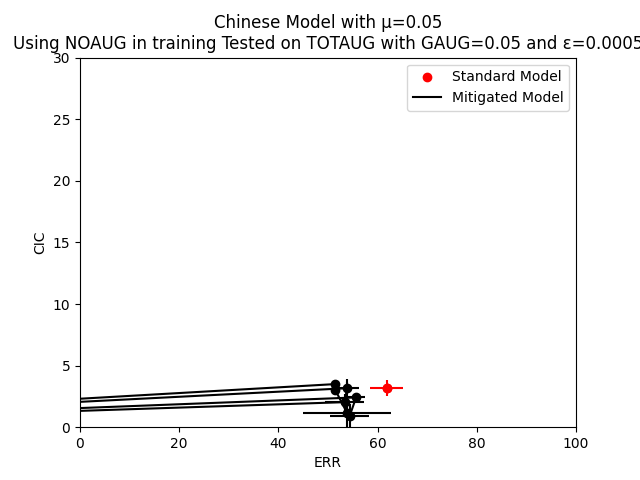 Chinese Model with μ=0.05
Using NOAUG in training Tested on TOTAUG with GAUG=0.05 and ε=0.0005
Standard Model
Mitigated Model
30
25
20
15
10
5
0
CIC
0 20 40 60 80 100
ERR